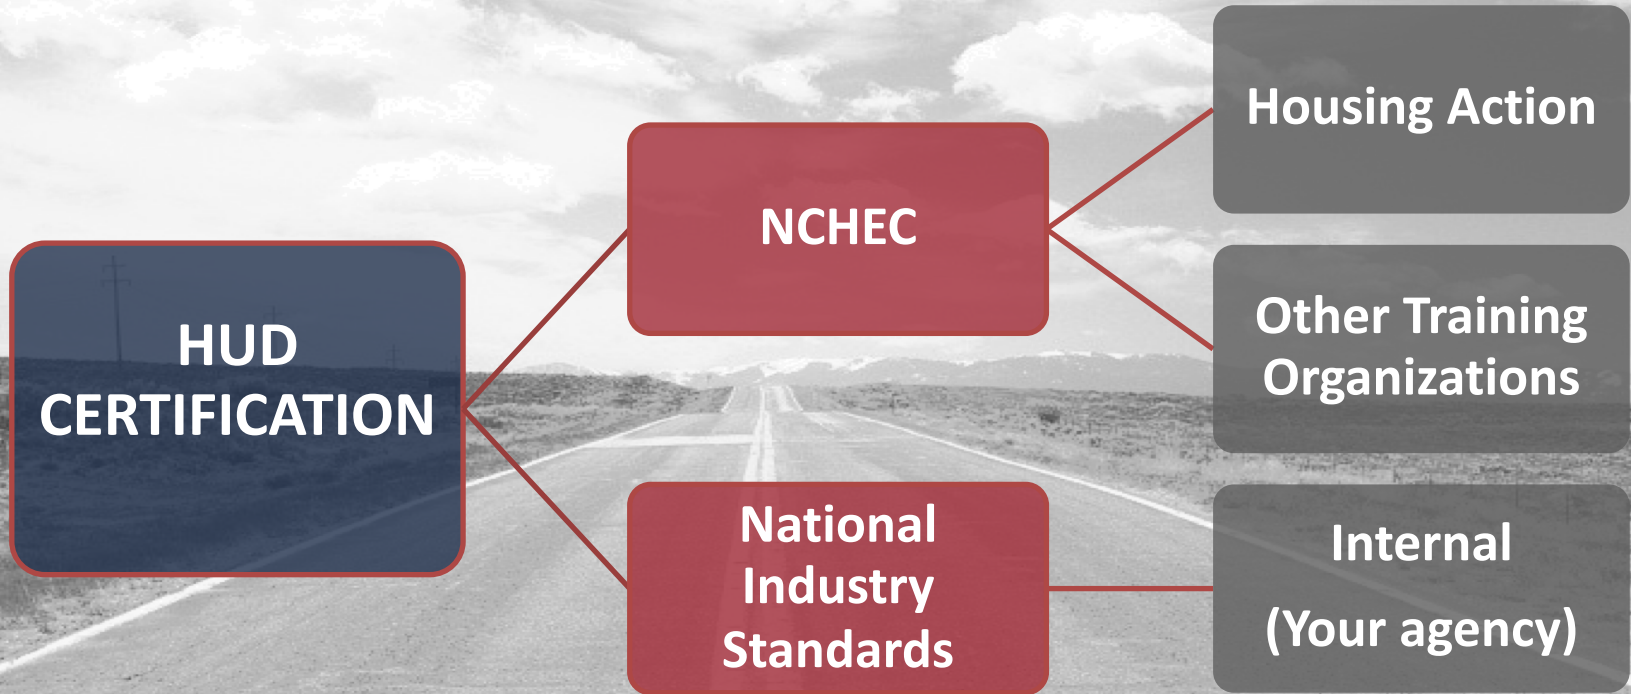 HUD
CERTIFICATION
NCHEC
National
Industry
Standards
Housing Action
Other Training
Organizations
Internal
(Your agency)